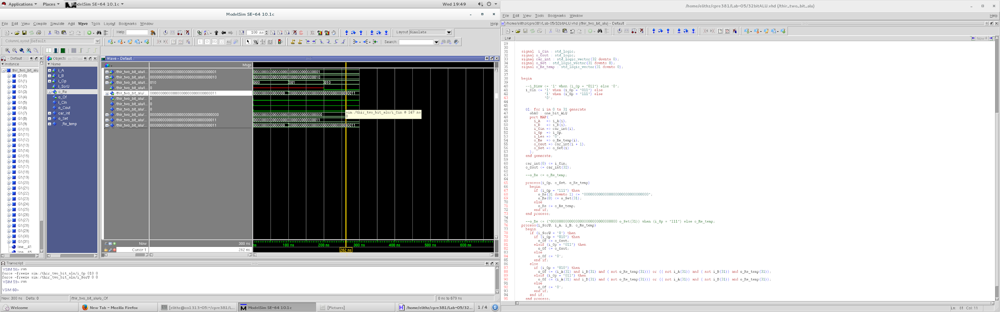 Applications Places ModelSim SE-64 10.1c Wed 19:49
ModelSim SE-64 10.1c
File Edit View Compile Simulate Add Wave Tools Layout Bookmarks Window Help
Help 100 ns Layout Simulate
ColumnLayout Default Search:
- Default
Instance
thir_two_bit_alu
G1(0)
G1(1)
G1(2)
G1(3)
G1(4)
G1(5)
G1(6)
G1(7)
G1(8)
G1(9)
G1(10)
G1(11)
G1(12)
G1(13)
G1(14)
G1(15)
G1(16)
G1(17)
G1(18)
G1(19)
G1(20)
G1(21)
G1(22)
G1(23)
G1(24)
G1(25)
G1(26)
G1(27)
G1(28)
G1(29)
G1(30)
G1(31)
line__41
line__65
Objects
Name
i_A
i_B
i_Op
i_SorU
o_Re
o_Of
i_Cin
o_Cout
car_int
o_Set
_Re_temp
Wave - Default
Msgs
/thir_two_bit_alu/i... 00000000000000000000000000000001
/thir_two_bit_alu/i... 00000000000000000000000000000010
/thir_two_bit_alu/i... 010 000 001 010
/thir_two_bit_alu/i... 0
/thir_two_bit_alu/... 00000000000000000000000000000011
/thir_two_bit_alu/... 0
/thir_two_bit_alu/... 0
/thir_two_bit_alu/... 0
/thir_two_bit_alu/... 000000000000000000000000000000000
/thir_two_bit_alu/... 00000000000000000000000000000011
/thir_two_bit_alu/... 00000000000000000000000000000011
sim:/thir_two_bit_alu/i_Cin @ 247 ns
0
Now 300 ns
ns 100 ns 200 ns 300 ns 400 ns 500 ns 600 ns
Cursor 1 262 ns 262 ns
Transcript
VSIM 56> run
force -freeze sim:/thir_two_bit_alu/i_Op 010 0
force -freeze sim:/thir_two_bit_alu/i_SorU 0 0
VSIM 59> run
VSIM 60>
Now: 300 ns Delta: 0 /thir_two_bit_alu/o_Of 0 ns to 679 ns
Welcome New Tab - Mozilla Firefox [elithz@co1313-05:~/cpre381/L... ModelSim SE-64 10.1c [Pictures] /home/elithz/cpre381/Lab-05/32... 1 / 4 1
/home/elithz/cpre381/Lab-05/32bitALU.vhd (/thir_two_bit_alu)
File Edit View Tools Bookmarks Window Help
/home/elithz/cpre381/Lab-05/32bitALU.vhd (/thir_two_bit_alu) - Default
Ln# Now
29
30
31 signal i_Cin : std_logic;
32 signal o_Cout : std_logic;
33 signal car_int : std_logic_vector(32 downto 0);
34 signal o_Set : std_logic_vector(31 downto 0);
35 signal o_Re_temp : std_logic_vector(31 downto 0);
36
37
38 begin
39
40 --i_Binv <= '1' when (i_Op = "011") else '0';
41 i_Cin <= '1' when (i_Op = "011") else
42 '1' when (i_Op = "111") else
43 '0';
44
45
46 G1: for i in 0 to 31 generate
47 obA0 : one_bit_ALU
48 port MAP(
49 i_A => i_A(i),
50 i_B => i_B(i),
51 i_Cin => car_int(i),
52 i_Op => i_Op,
53 i_Les => '0',
54 o_Re => o_Re_temp(i),
55 o_Cout => car_int(i + 1),
56 o_Set => o_Set(i)
57 );
58 end generate;
59
60 car_int(0) <= i_Cin;
61 o_Cout <= car_int(32);
62
63 --o_Re <= o_Re_temp;
64
65 process(i_Op, o_Set, o_Re_temp)
66 begin
67 if (i_Op = "111") then
68 o_Re(31 downto 1) <= "0000000000000000000000000000000";
69 o_Re(0) <= o_Set(31);
70 else
71 o_Re <= o_Re_temp;
72 end if;
73 end process;
74
75 --o_Re <= ("0000000000000000000000000000000 o_Set(31)) when (i_Op = "111") else o_Re_temp;
76 process(i_SorU, i_A, i_B, o_Re_temp)
77 begin
78 if (i_SorU = '0') then
79 if (i_Op = "010") then
80 o_Of <= o_Cout;
81 elsif (i_Op = "011") then
82 o_Of <= o_Cout;
83 else
84 o_Of <= '0';
85 end if;
86 else
87 if (i_Op = "010") then
88 o_Of <= (i_A(31) and i_B(31) and ( not o_Re_temp(31))) or (( not i_A(31)) and ( not i_B(31)) and o_Re_temp(31));
89 elsif (i_Op = "011") then
90 o_Of <= (i_A(31) and i_B(31) and ( not o_Re_temp(31))) or (( not i_A(31)) and ( not i_B(31)) and o_Re_temp(31));
91 else
92 o_Of <= '0';
93 end if;
94 end if;
95 end process;
Ln: 81 Col: 11